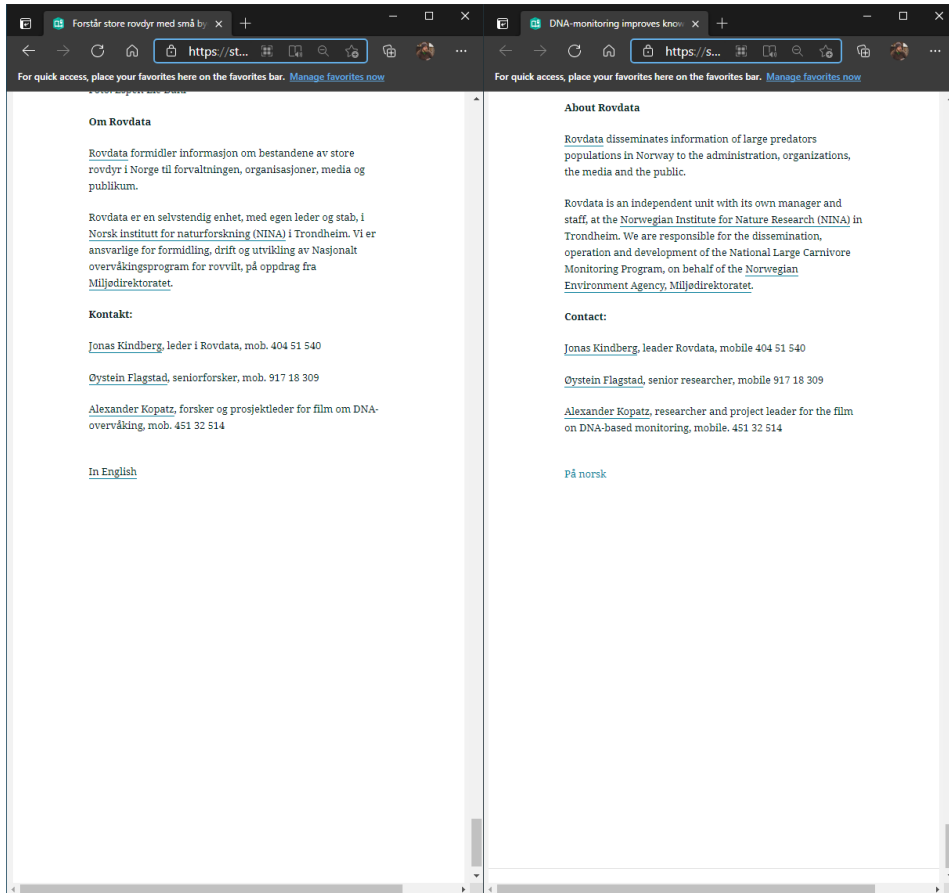 Forstår store rovdyr med små by
https://st...
For quick access, place your favorites here on the favorites bar. Manage favorites now
Om Rovdata
Rovdata formidler informasjon om bestandene av store
rovdyr i Norge til forvaltningen, organisasjoner, media og
publikum.
Rovdata er en selvstendig enhet, med egen leder og stab, i
Norsk institutt for naturforskning (NINA) i Trondheim. Vi er
ansvarlige for formidling, drift og utvikling av Nasjonalt
overvåkingsprogram for rovvilt, på oppdrag fra
Miljødirektoratet.
Kontakt:
Jonas Kindberg, leder i Rovdata, mob. 404 51 540
Øystein Flagstad, seniorforsker, mob. 917 18 309
Alexander Kopatz, forsker og prosjektleder for film om DNA-
overvåking, mob. 451 32 514
In English
DNA-monitoring improves know
https://s...
For quick access, place your favorites here on the favorites bar. Manage favorites now
About Rovdata
Rovdata disseminates information of large predators
populations in Norway to the administration, organizations,
the media and the public.
Rovdata is an independent unit with its own manager and
staff, at the Norwegian Institute for Nature Research (NINA) in
Trondheim. We are responsible for the dissemination,
operation and development of the National Large Carnivore
Monitoring Program, on behalf of the Norwegian
Environment Agency, Miljødirektoratet.
Contact:
Jonas Kindberg, leader Rovdata, mobile 404 51 540
Øystein Flagstad, senior researcher, mobile 917 18 309
Alexander Kopatz, researcher and project leader for the film
on DNA-based monitoring, mobile. 451 32 514
På norsk